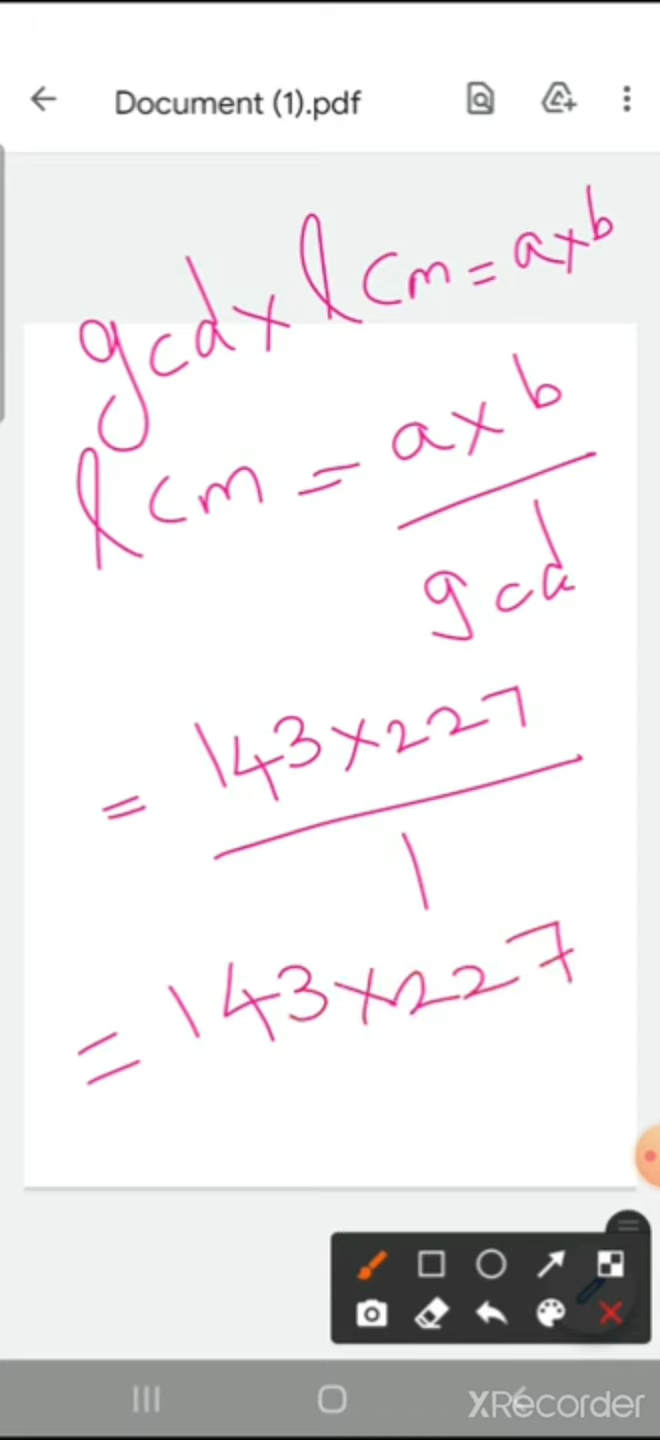 Document (1).pdf
gcd x lcm = a x b
lcm = a x b
gcd
= 143 x 227
1
= 143 x 227
XRecorder